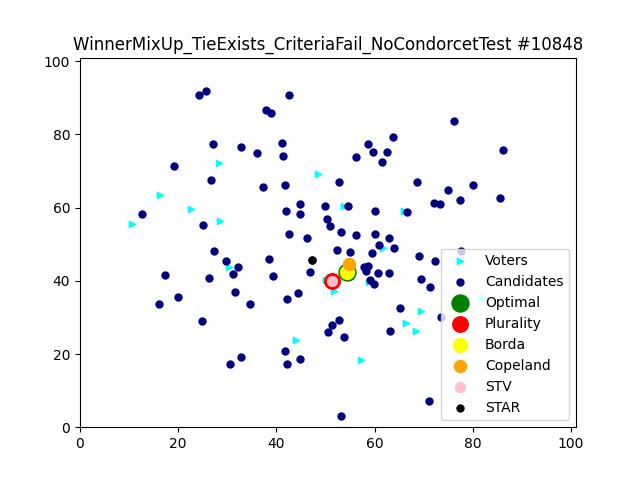 WinnerMixUp_TieExists_CriteriaFail_NoCondorcetTest #10848
100
80
60
40
20
0
0 20 40 60 80 100
Voters
Candidates
Optimal
Plurality
Borda
Copeland
STV
STAR